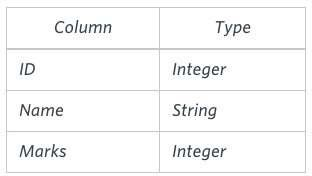 Column Type
ID Integer
Name String
Marks Integer